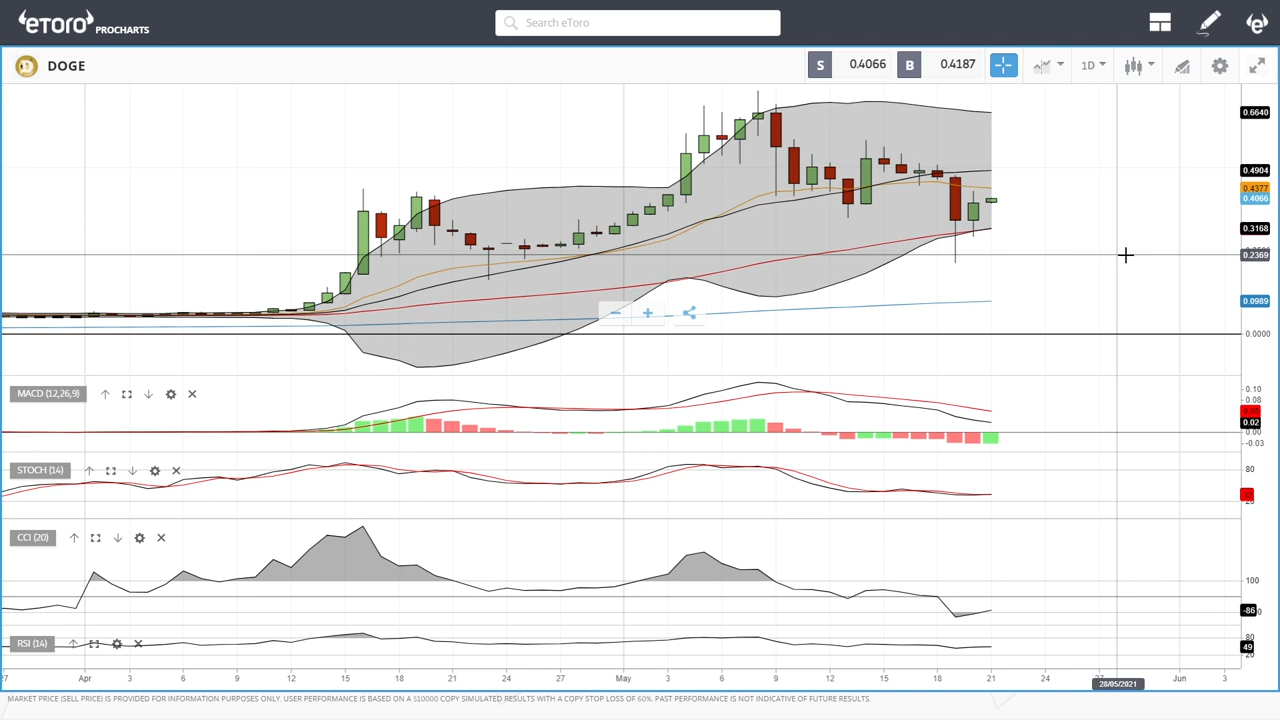 eToro PROCHARTS
Search eToro
DOGE
S 0.4066 B 0.4187
1D
0.6640
0.4904
0.4377
0.4066
0.3168
0.2369
0.0989
0.0000
MACD (12,26,9)
0.10
0.08
0.05
0.02
0.00
-0.03
STOCH (14)
80
CCI (20)
100
-86
RSI (14)
80
49
20
27 Apr 3 6 9 12 15 18 21 24 27 May 3 6 9 12 15 18 21 24 27 Jun 3
28/05/2021
MARKET PRICE (SELL PRICE) IS PROVIDED FOR INFORMATION PURPOSES ONLY. USER PERFORMANCE IS BASED ON A $10000 COPY SIMULATED RESULTS WITH A COPY STOP LOSS OF 60%. PAST PERFORMANCE IS NOT INDICATIVE OF FUTURE RESULTS.